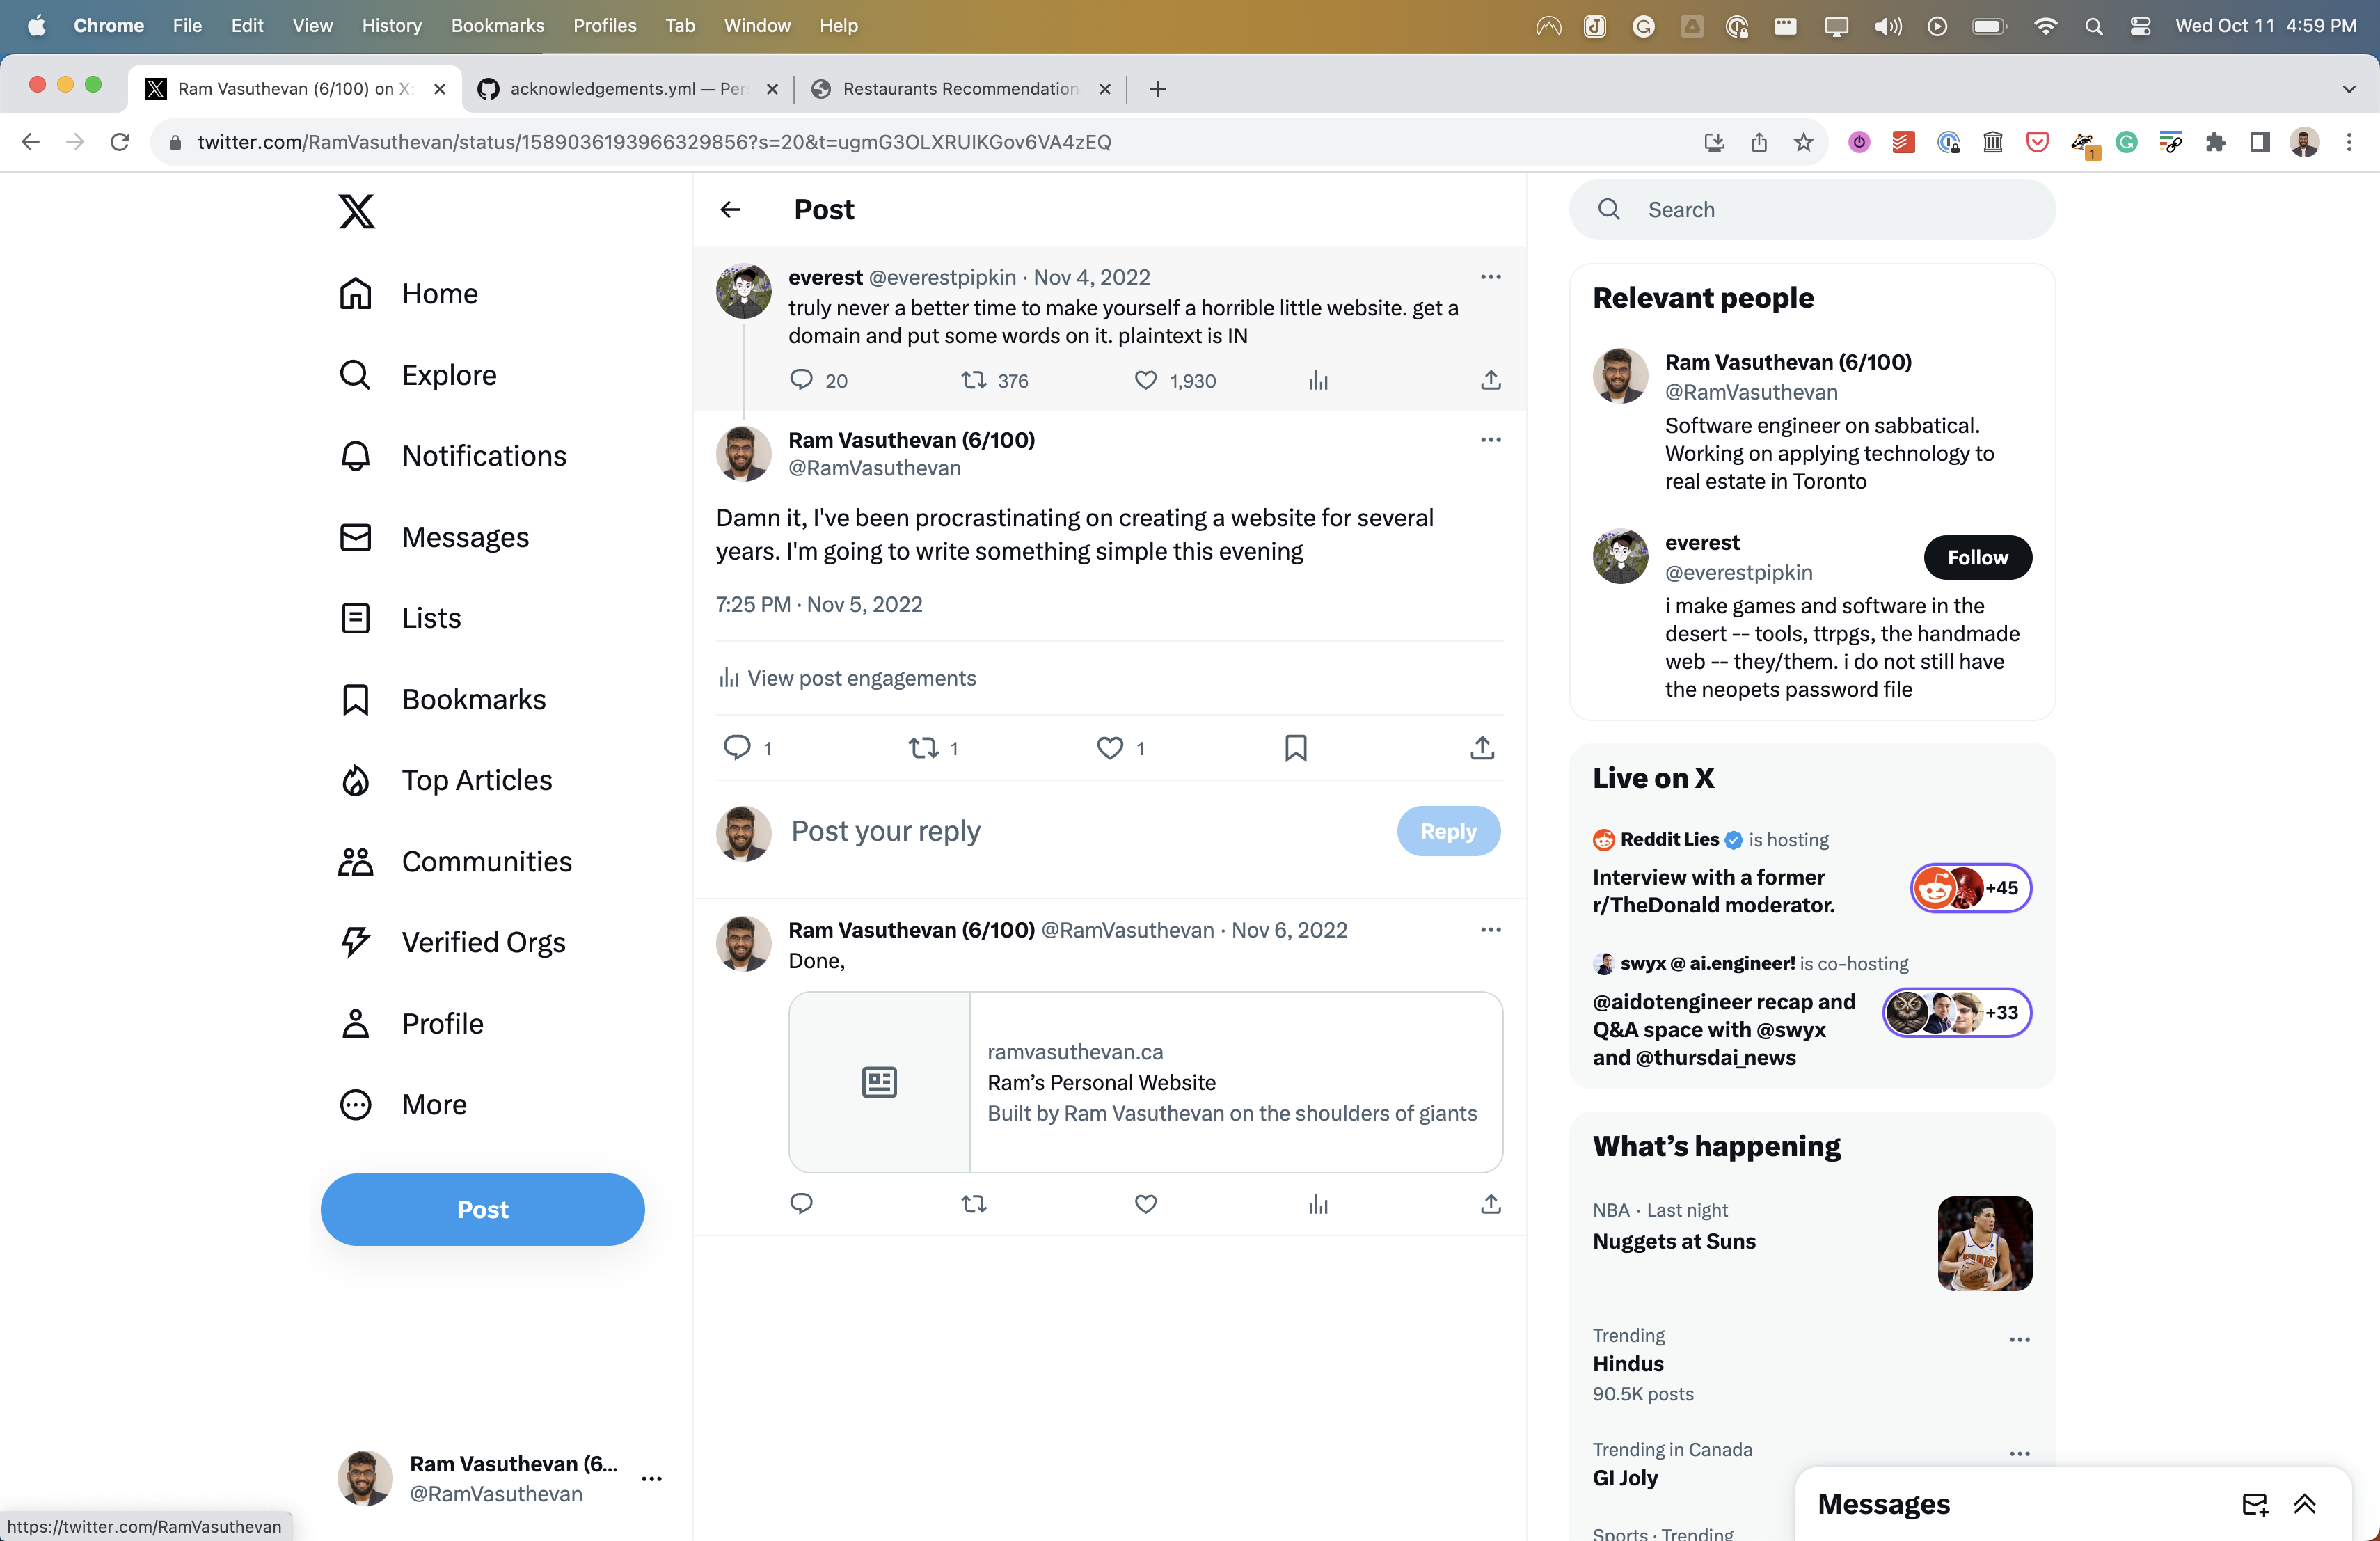 Chrome File Edit View History Bookmarks Profiles Tab Window Help
Wed Oct 11 4:59 PM
Ram Vasuthevan (6/100) on X:
acknowledgements.yml — Per
Restaurants Recommendation
twitter.com/RamVasuthevan/status/1589036193966329856?s=20&t=ugmG3OLXRUIKGov6VA4zEQ
1
Home
Explore
Notifications
Messages
Lists
Bookmarks
Top Articles
Communities
Verified Orgs
Profile
More
Post
Ram Vasuthevan (6...
@RamVasuthevan
https://twitter.com/RamVasuthevan
Post
everest @everestpipkin · Nov 4, 2022
truly never a better time to make yourself a horrible little website. get a
domain and put some words on it. plaintext is IN
20 376 1,930
Ram Vasuthevan (6/100)
@RamVasuthevan
Damn it, I've been procrastinating on creating a website for several
years. I'm going to write something simple this evening
7:25 PM · Nov 5, 2022
View post engagements
1 1 1
Post your reply
Reply
Ram Vasuthevan (6/100) @RamVasuthevan · Nov 6, 2022
Done,
ramvasuthevan.ca
Ram’s Personal Website
Built by Ram Vasuthevan on the shoulders of giants
Search
Relevant people
Ram Vasuthevan (6/100)
@RamVasuthevan
Software engineer on sabbatical.
Working on applying technology to
real estate in Toronto
everest
@everestpipkin
Follow
i make games and software in the
desert -- tools, ttrpgs, the handmade
web -- they/them. i do not still have
the neopets password file
Live on X
Reddit Lies is hosting
Interview with a former
r/TheDonald moderator.
+45
swyx @ ai.engineer! is co-hosting
@aidotengineer recap and
Q&A space with @swyx
and @thursdai_news
+33
What’s happening
NBA · Last night
Nuggets at Suns
Trending
Hindus
90.5K posts
Trending in Canada
GI Joly
Sports · Trending
Messages